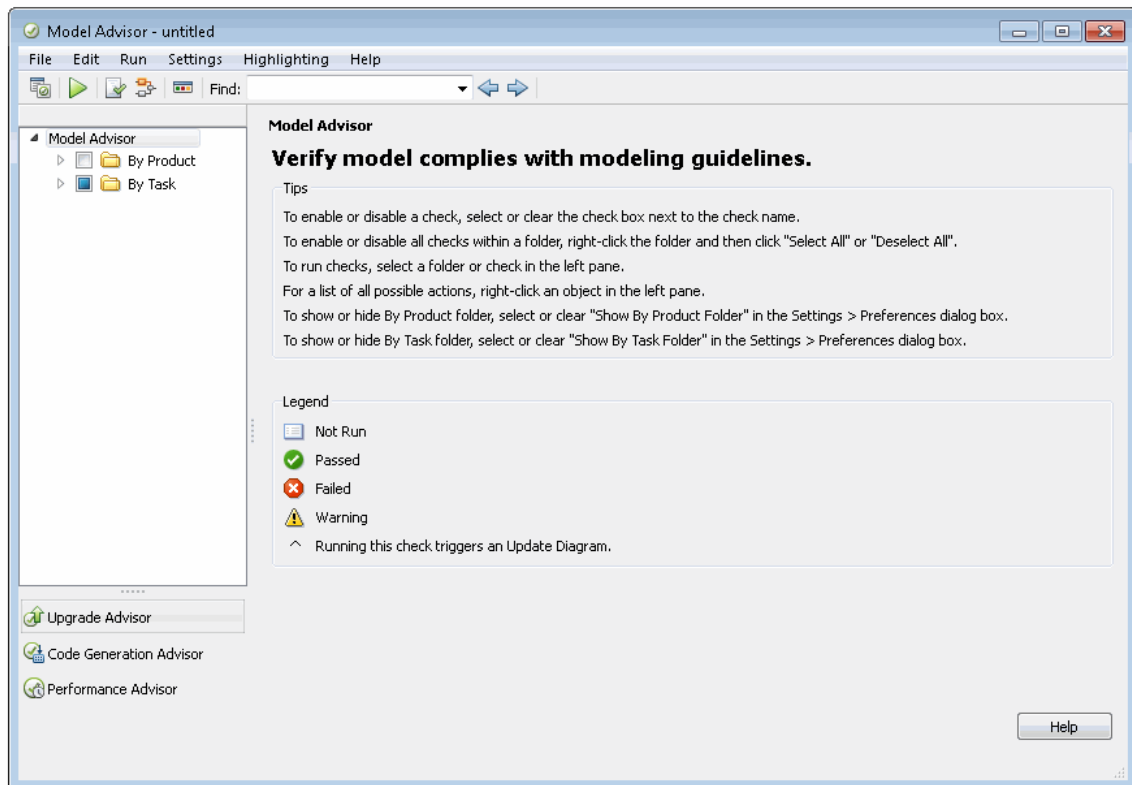 Model Advisor - untitled
File Edit Run Settings Highlighting Help
Find:
Model Advisor
By Product
By Task
Model Advisor
Verify model complies with modeling guidelines.
Tips
To enable or disable a check, select or clear the check box next to the check name.
To enable or disable all checks within a folder, right-click the folder and then click "Select All" or "Deselect All".
To run checks, select a folder or check in the left pane.
For a list of all possible actions, right-click an object in the left pane.
To show or hide By Product folder, select or clear "Show By Product Folder" in the Settings > Preferences dialog box.
To show or hide By Task folder, select or clear "Show By Task Folder" in the Settings > Preferences dialog box.
Legend
Not Run
Passed
Failed
Warning
^ Running this check triggers an Update Diagram.
Upgrade Advisor
Code Generation Advisor
Performance Advisor
Help